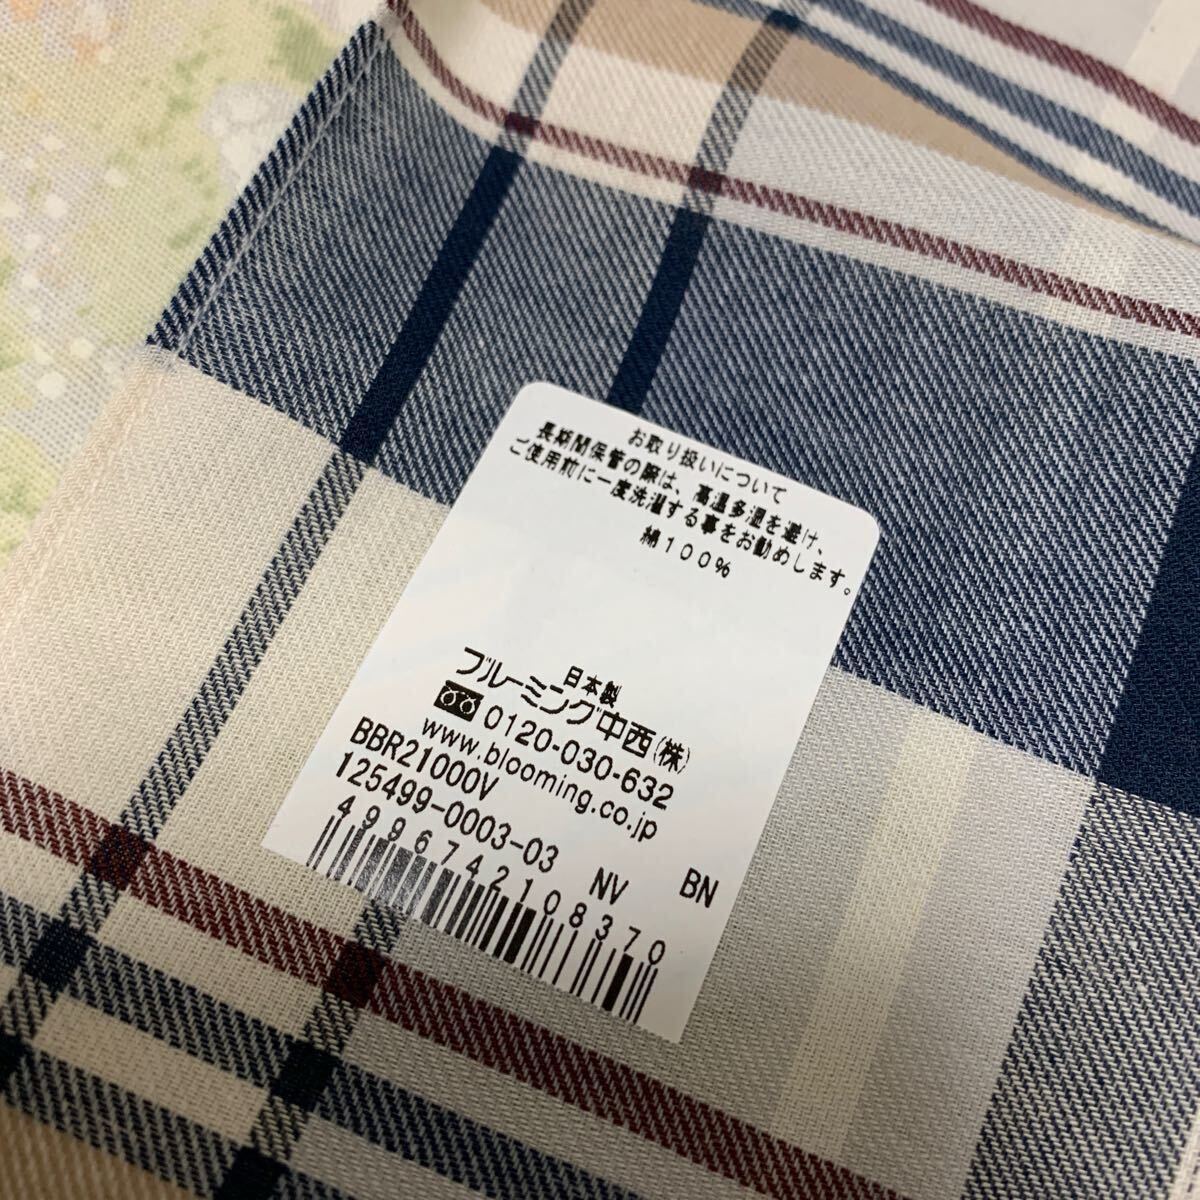 お取り扱いについて
長期間保管の際は、高温多湿を避け、
ご使用前に一度洗濯する事をお勧めします。
綿１００％
日本製
ブルーミング中西(株)
0120-030-632
www.blooming.co.jp
BBR21000V
125499-0003-03 NV BN
4996742108370